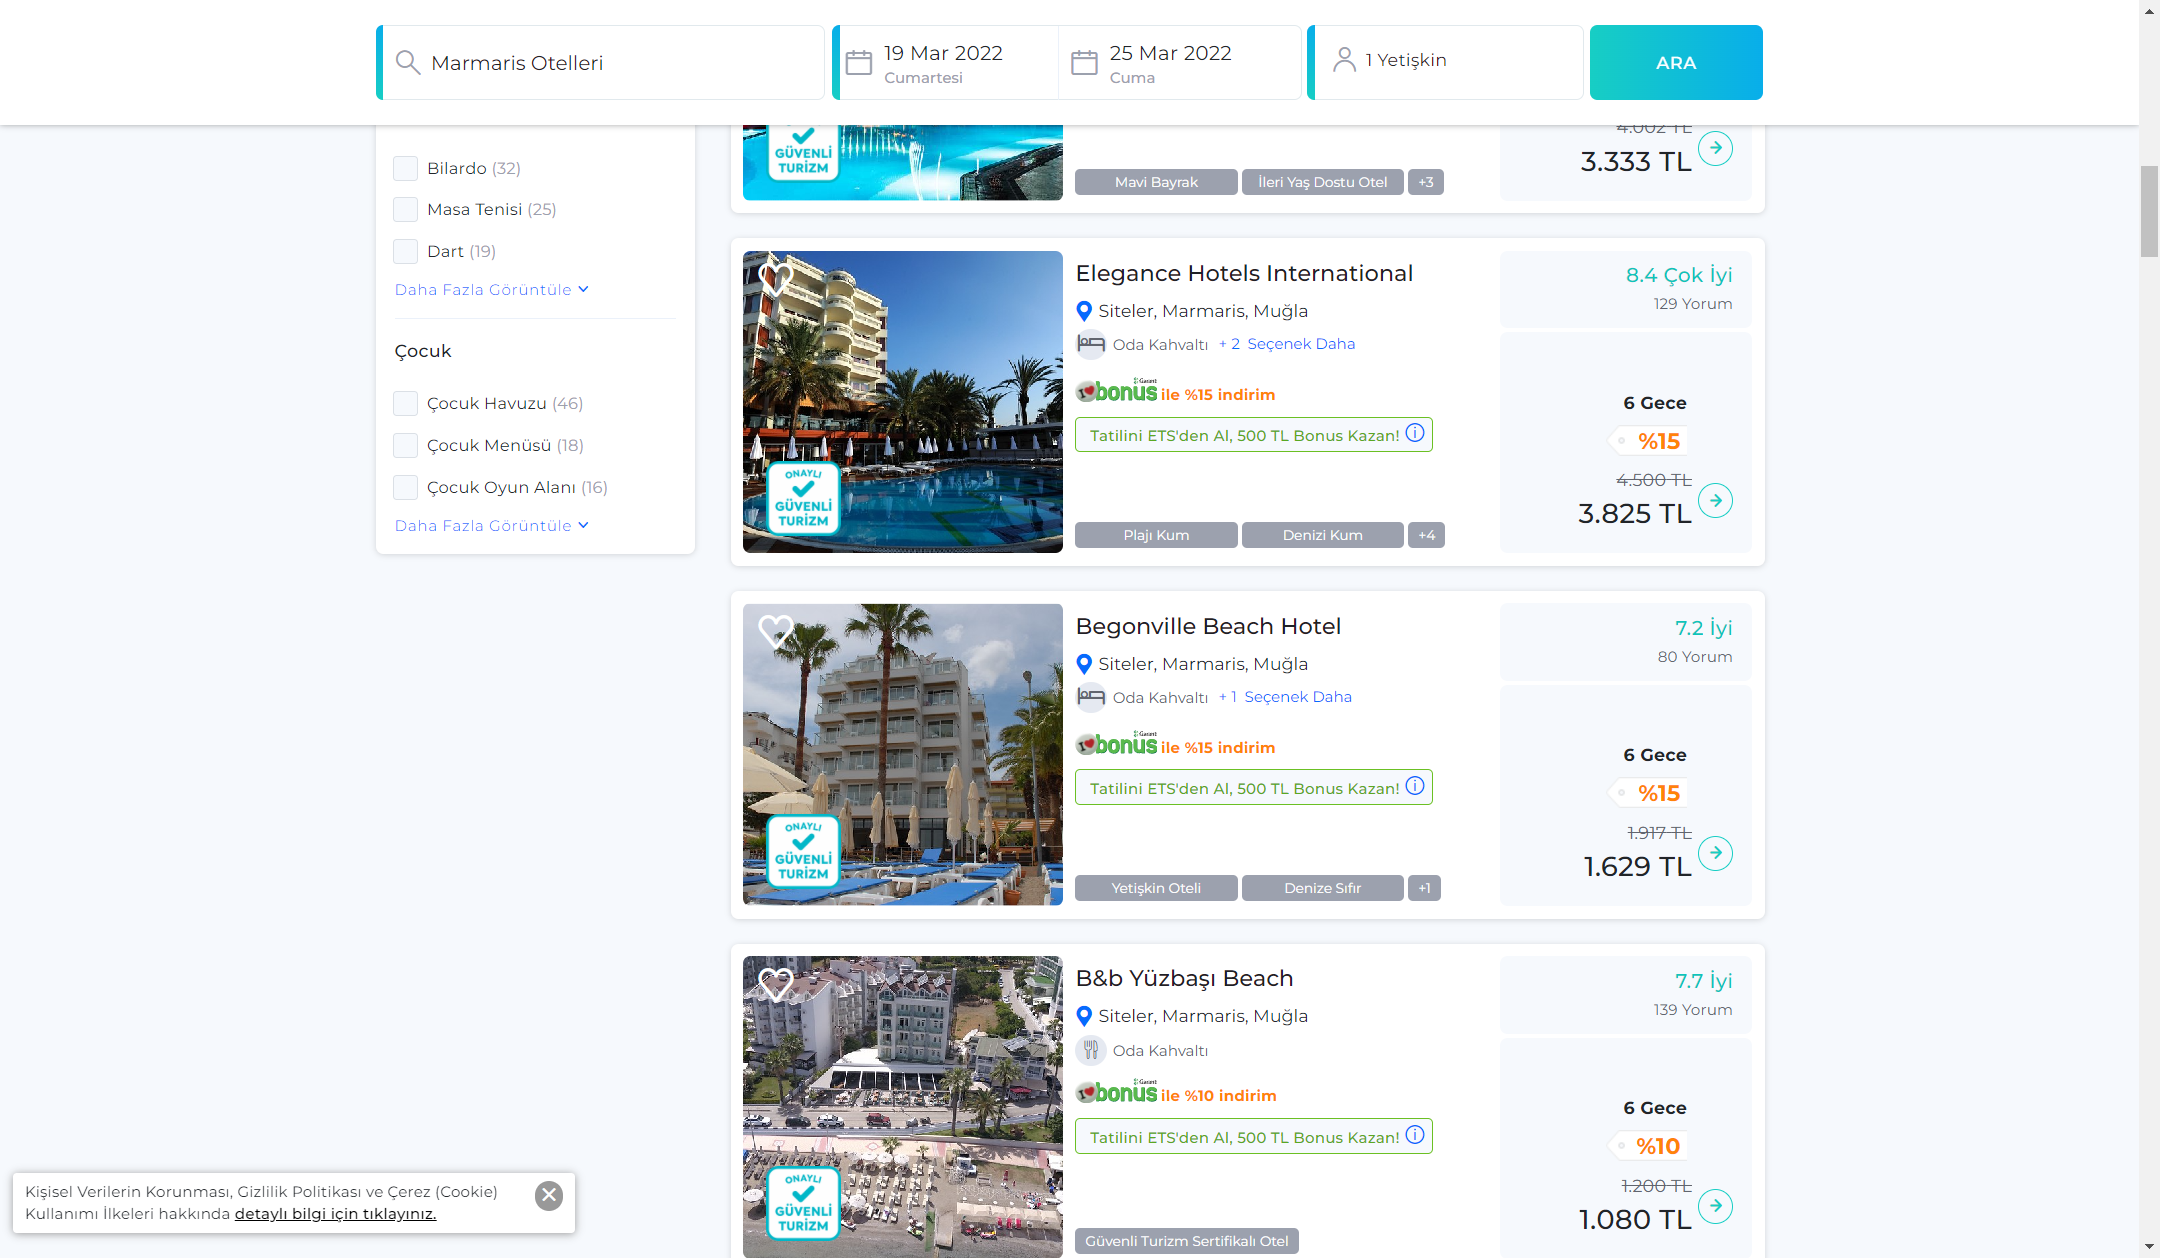 Marmaris Otelleri
19 Mar 2022
Cumartesi
25 Mar 2022
Cuma
1 Yetişkin
ARA
Bilardo (32)
Masa Tenisi (25)
Dart (19)
Daha Fazla Görüntüle
Çocuk
Çocuk Havuzu (46)
Çocuk Menüsü (18)
Çocuk Oyun Alanı (16)
Daha Fazla Görüntüle
GÜVENLİ
TURİZM
Mavi Bayrak
İleri Yaş Dostu Otel
+3
4.002 TL
3.333 TL
Elegance Hotels International
Siteler, Marmaris, Muğla
Oda Kahvaltı + 2 Seçenek Daha
Garanti
bonus ile %15 indirim
Tatilini ETS'den Al, 500 TL Bonus Kazan!
ONAYLI
GÜVENLİ
TURİZM
Plajı Kum
Denizi Kum
+4
8.4 Çok İyi
129 Yorum
6 Gece
%15
4.500 TL
3.825 TL
Begonville Beach Hotel
Siteler, Marmaris, Muğla
Oda Kahvaltı + 1 Seçenek Daha
Garanti
bonus ile %15 indirim
Tatilini ETS'den Al, 500 TL Bonus Kazan!
ONAYLI
GÜVENLİ
TURİZM
Yetişkin Oteli
Denize Sıfır
+1
7.2 İyi
80 Yorum
6 Gece
%15
1.917 TL
1.629 TL
B&b Yüzbaşı Beach
Siteler, Marmaris, Muğla
Oda Kahvaltı
Garanti
bonus ile %10 indirim
Tatilini ETS'den Al, 500 TL Bonus Kazan!
ONAYLI
GÜVENLİ
TURİZM
Güvenli Turizm Sertifikalı Otel
7.7 İyi
139 Yorum
6 Gece
%10
1.200 TL
1.080 TL
Kişisel Verilerin Korunması, Gizlilik Politikası ve Çerez (Cookie)
Kullanımı İlkeleri hakkında detaylı bilgi için tıklayınız.